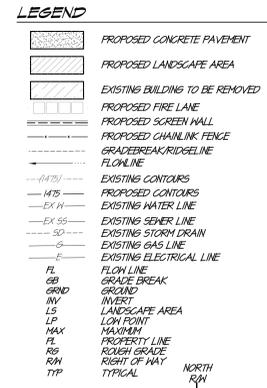 LEGEND
PROPOSED CONCRETE PAVEMENT
PROPOSED LANDSCAPE AREA
EXISTING BUILDING TO BE REMOVED
PROPOSED FIRE LANE
PROPOSED SCREEN WALL
PROPOSED CHAINLINK FENCE
GRADEBREAK/RIDGELINE
FLOWLINE
(1475) EXISTING CONTOURS
1475 PROPOSED CONTOURS
EX W EXISTING WATER LINE
EX SS EXISTING SEWER LINE
SD EXISTING STORM DRAIN
G EXISTING GAS LINE
E EXISTING ELECTRICAL LINE
FL FLOW LINE
GB GRADE BREAK
GRND GROUND
INV INVERT
LS LANDSCAPE AREA
LP LOW POINT
MAX MAXIMUM
PL PROPERTY LINE
RG ROUGH GRADE
R/W RIGHT OF WAY
TYP TYPICAL
NORTH
R/W